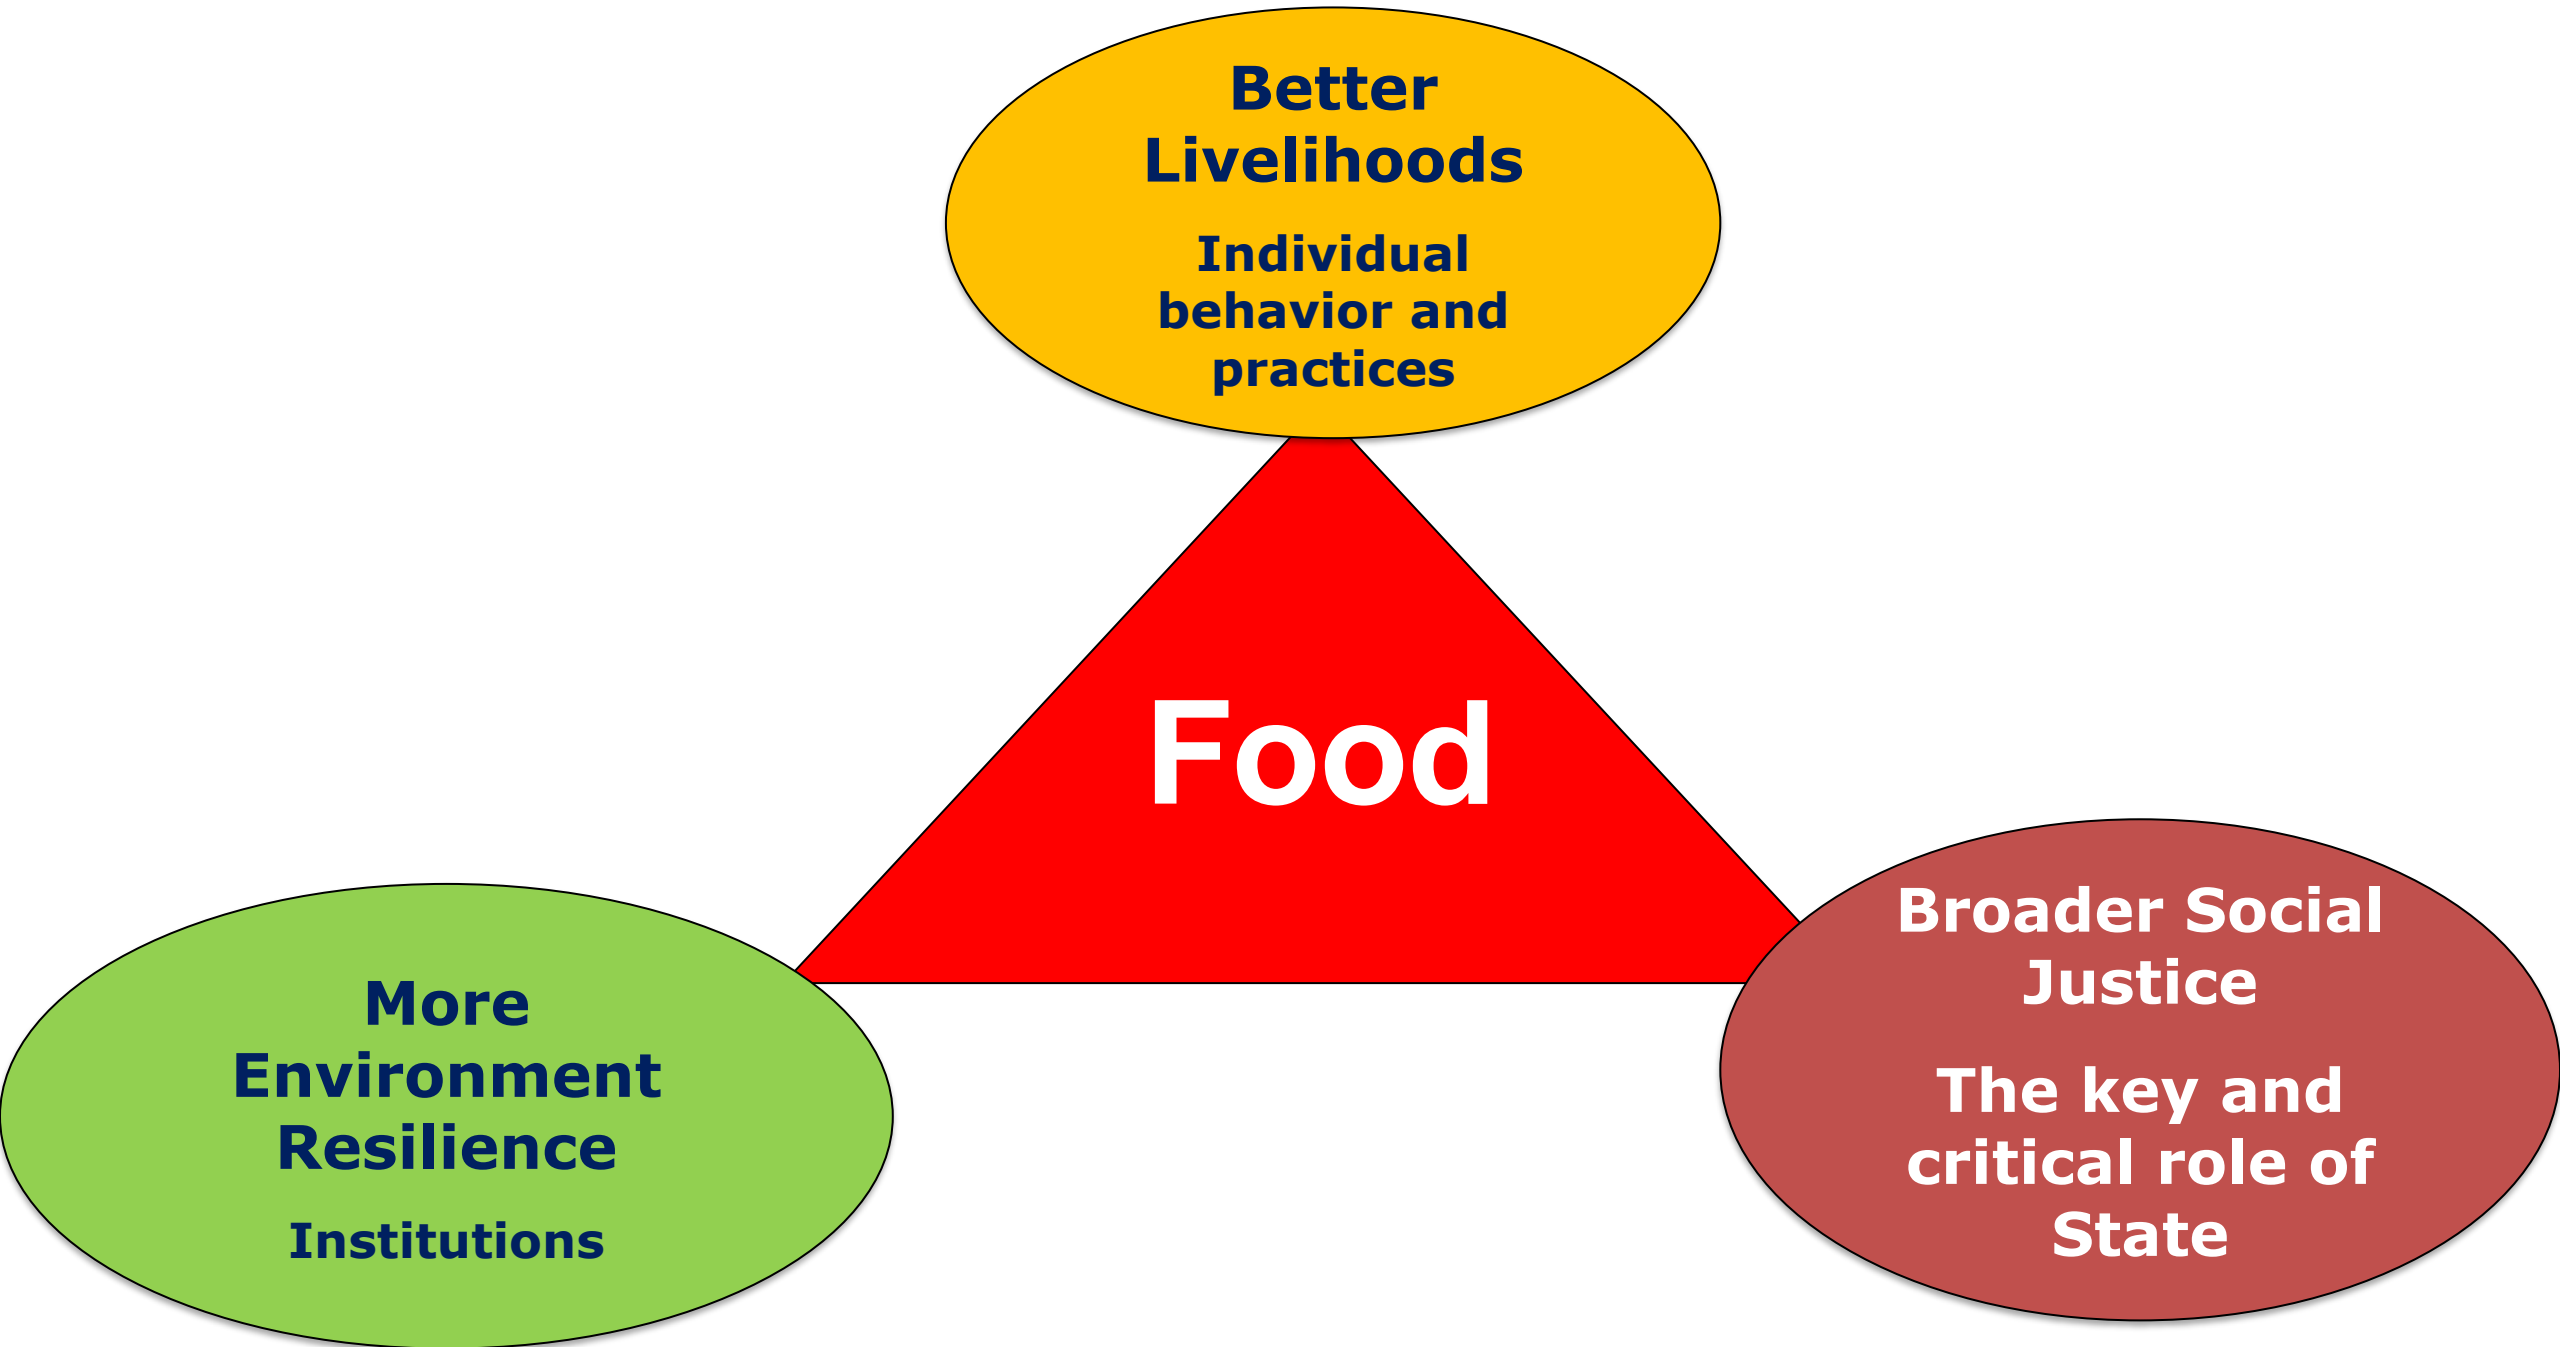 Better
Livelihoods
Individual
behavior and
practices
Food
More
Environment
Resilience
Institutions
Broader Social
Justice
The key and
critical role of
State